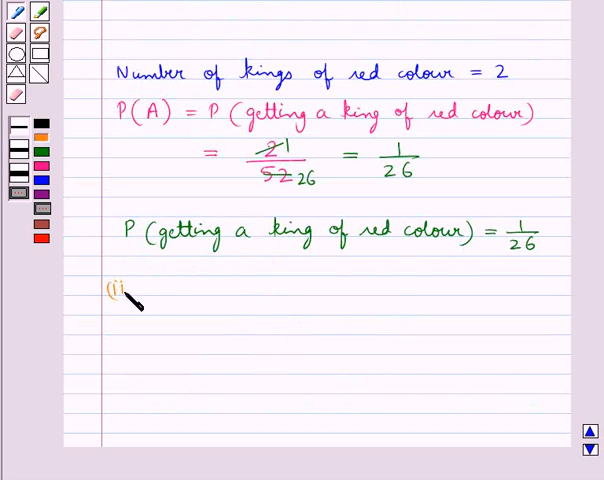 Number of kings of red colour = 2
P(A) = P (getting a king of red colour)
= 2 1 / 52 26 = 1/26
P (getting a king of red colour) = 1/26
(ii